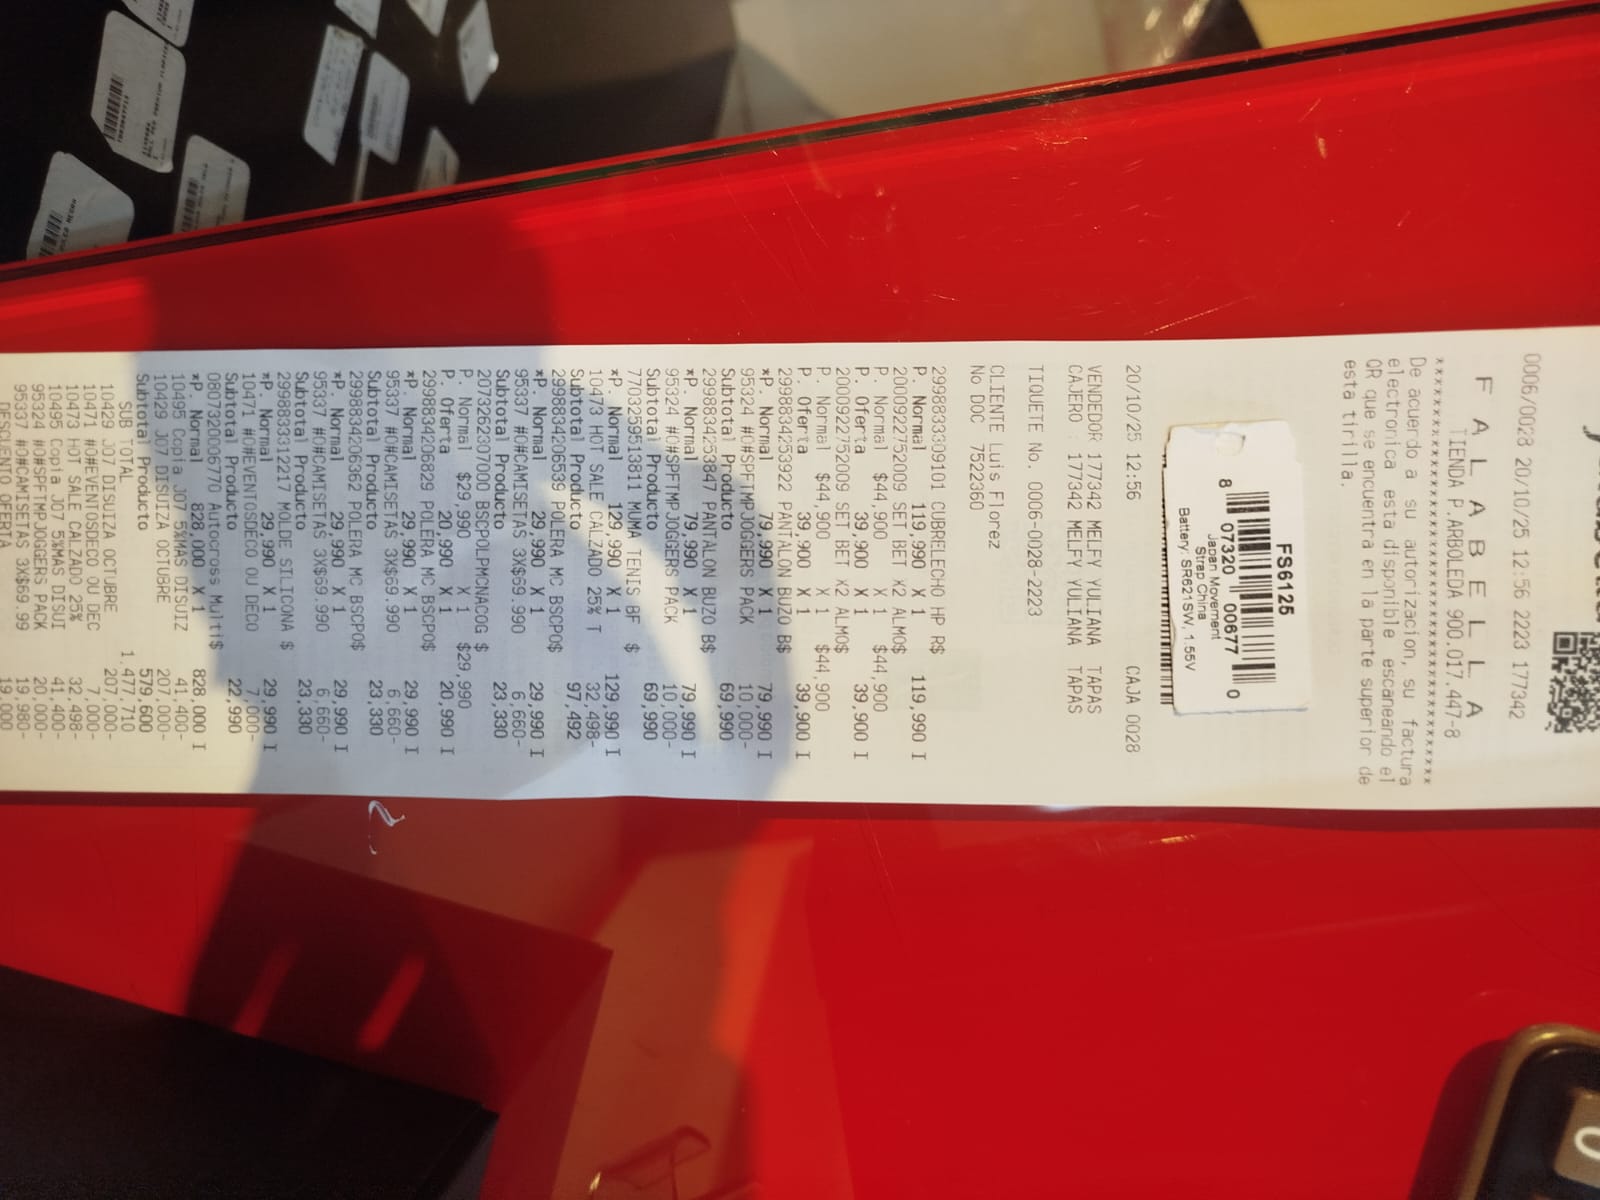 0006/0028 20/10/25 12:56 2223 177342
F A L A B E L L A
TIENDA P.ARBOLEDA 900.017.447-8
De acuerdo a su autorizacion, su factura
electronica esta disponible escaneando el
QR que se encuentra en la parte superior de
esta tirilla.
FS6125
8 07320 00677 0
Japan Movement
Strap China
Battery: SR621SW, 1.55V
20/10/25 12:56 CAJA 0028
VENDEDOR 177342 MELFY YULIANA TAPAS
CAJERO : 177342 MELFY YULIANA TAPAS
TIQUETE No. 0006-0028-2223
CLIENTE Luis Florez
No DOC 7522360
2998833309101 CUBRELECHO HP R$
P. Normal 119,990 X 1 119,990 I
2000922752009 SET BET X2 ALMO$
P. Normal $44,900 X 1 $44,900
P. Oferta 39,900 X 1 39,900 I
2000922752009 SET BET X2 ALMO$
P. Normal $44,900 X 1 $44,900
P. Oferta 39,900 X 1 39,900 I
2998834253922 PANTALON BUZO B$
*P. Normal 79,990 X 1 79,990 I
95324 #O#SPFTMPJOGGERS PACK 10,000-
Subtotal Producto 69,990
2998834253847 PANTALON BUZO B$
*P. Normal 79,990 X 1 79,990 I
95324 #O#SPFTMPJOGGERS PACK 10,000-
Subtotal Producto 69,990
7703259519811 MUMA TENIS BF $
*P. Normal 129,990 X 1 129,990 I
10473 HOT SALE CALZADO 25% T 32,498-
Subtotal Producto 97,492
2998834206539 POLERA MC BSCPO$
*P. Normal 29,990 X 1 29,990 I
95337 #O#CAMISETAS 3X$69.990 6,660-
Subtotal Producto 23,330
2073262307000 BSCPOLPMCNACOG $
P. Normal $29,990 X 1 $29,990
P. Oferta 20,990 X 1 20,990 I
2998834206829 POLERA MC BSCPO$
*P. Normal 29,990 X 1 29,990 I
95337 #O#CAMISETAS 3X$69.990 6,660-
Subtotal Producto 23,330
2998834206362 POLERA MC BSCPO$
*P. Normal 29,990 X 1 29,990 I
95337 #O#CAMISETAS 3X$69.990 6,660-
Subtotal Producto 23,330
2998833312217 MOLDE SILICONA $
*P. Normal 29,990 X 1 29,990 I
10471 #O#EVENTOSDECO OU DECO 7,000-
Subtotal Producto 22,990
0807320006770 Autocross Multi$
*P. Normal 828,000 X 1 828,000 I
10495 Copia JO7 5%MAS DISUIZ 41,400-
10429 JO7 DISUIZA OCTUBRE 207,000-
Subtotal Producto 579,600
SUB TOTAL 1.477,710
10429 JO7 DISUIZA OCTUBRE 207,000-
10471 #O#EVENTOSDECO OU DEC 7,000-
10473 HOT SALE CALZADO 25% 32,498-
10495 Copia JO7 5%MAS DISUI 41,400-
95324 #O#SPFTMPJOGGERS PACK 20,000-
95337 #O#CAMISETAS 3X$69.99 19,980-
DESCUENTO OFERTA 19,000